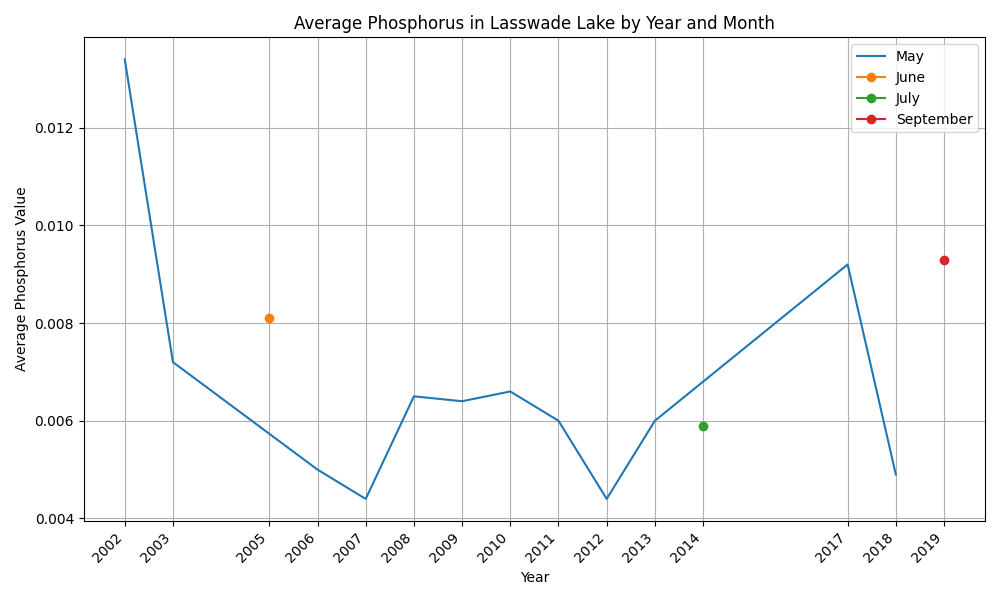 Average Phosphorus in Lasswade Lake by Year and Month
May
June
July
September
Average Phosphorus Value
0.012
0.010
0.008
0.006
0.004
2002
2003
2005
2006
2007
2008
2009
2010
2011
2012
2013
2014
2017
2018
2019
Year